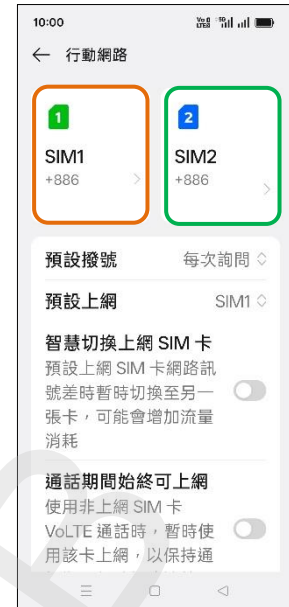 10:00
行動網路
1
SIM1
+886
2
SIM2
+886
預設撥號 每次詢問
預設上網 SIM1
智慧切換上網 SIM 卡
預設上網 SIM 卡網路訊
號差時暫時切換至另一
張卡，可能會增加流量
消耗
通話期間始終可上網
使用非上網 SIM 卡
VoLTE 通話時，暫時使
用該卡上網，以保持通